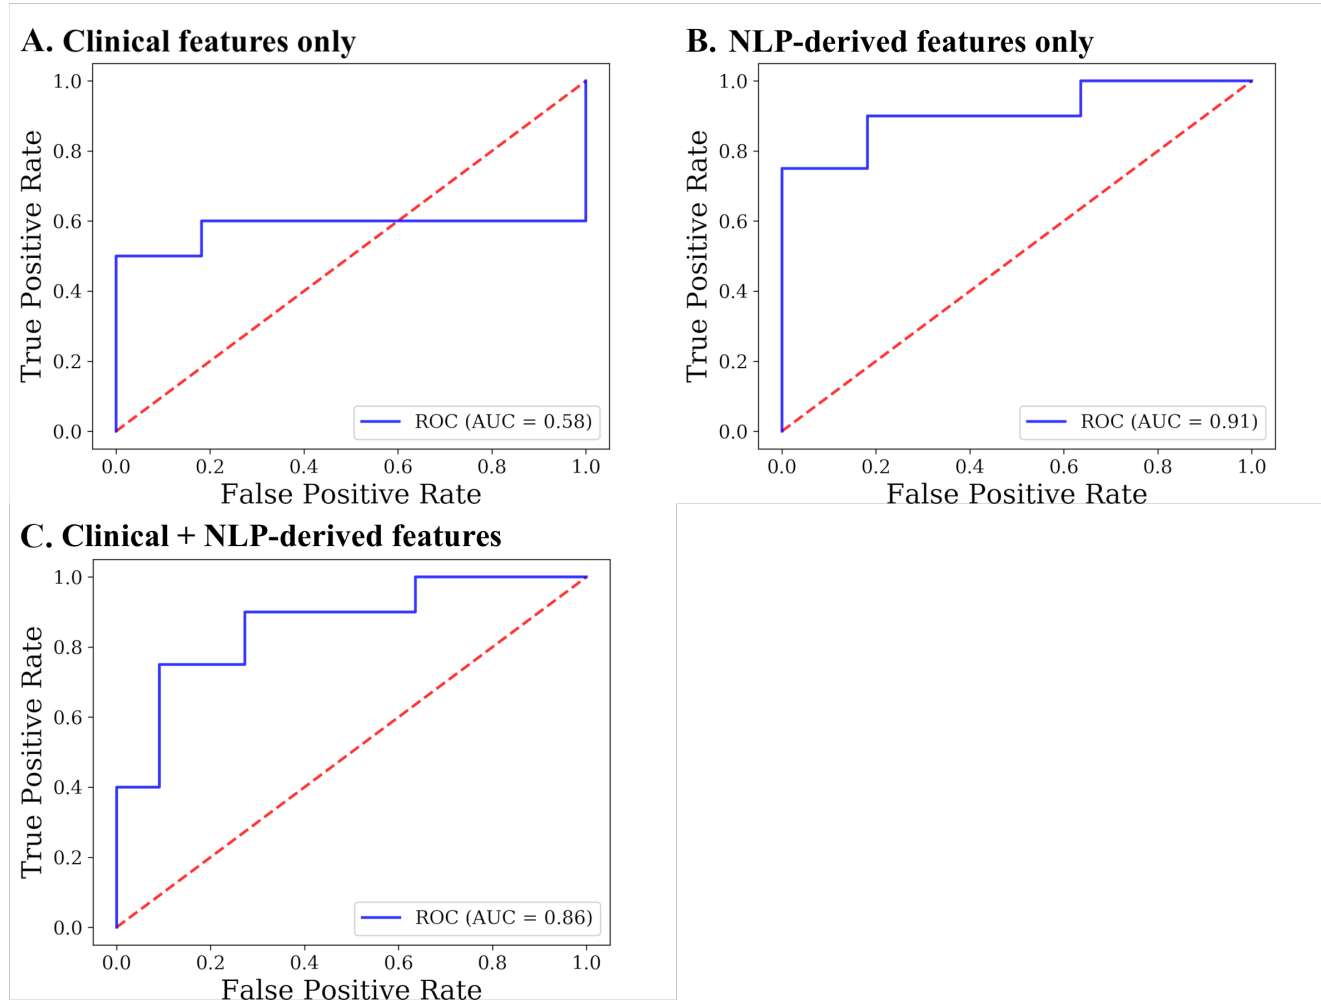 A. Clinical features only
1.0
0.8
0.6
0.4
0.2
0.0
True Positive Rate
ROC (AUC = 0.58)
0.0 0.2 0.4 0.6 0.8 1.0
False Positive Rate
B. NLP-derived features only
1.0
0.8
0.6
0.4
0.2
0.0
True Positive Rate
ROC (AUC = 0.91)
0.0 0.2 0.4 0.6 0.8 1.0
False Positive Rate
C. Clinical + NLP-derived features
1.0
0.8
0.6
0.4
0.2
0.0
True Positive Rate
ROC (AUC = 0.86)
0.0 0.2 0.4 0.6 0.8 1.0
False Positive Rate